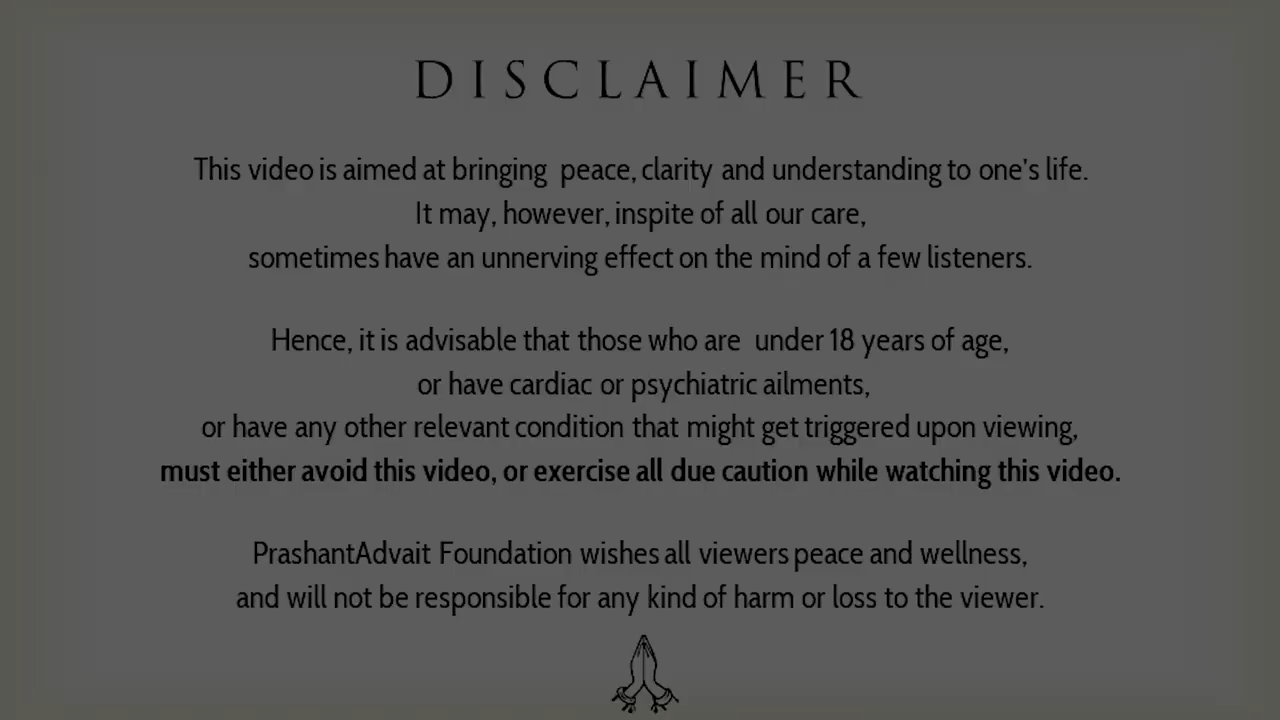 DISCLAIMER
This video is aimed at bringing peace, clarity and understanding to one's life.
It may, however, inspite of all our care,
sometimes have an unnerving effect on the mind of a few listeners.
Hence, it is advisable that those who are under 18 years of age,
or have cardiac or psychiatric ailments,
or have any other relevant condition that might get triggered upon viewing,
must either avoid this video, or exercise all due caution while watching this video.
PrashantAdvait Foundation wishes all viewers peace and wellness,
and will not be responsible for any kind of harm or loss to the viewer.